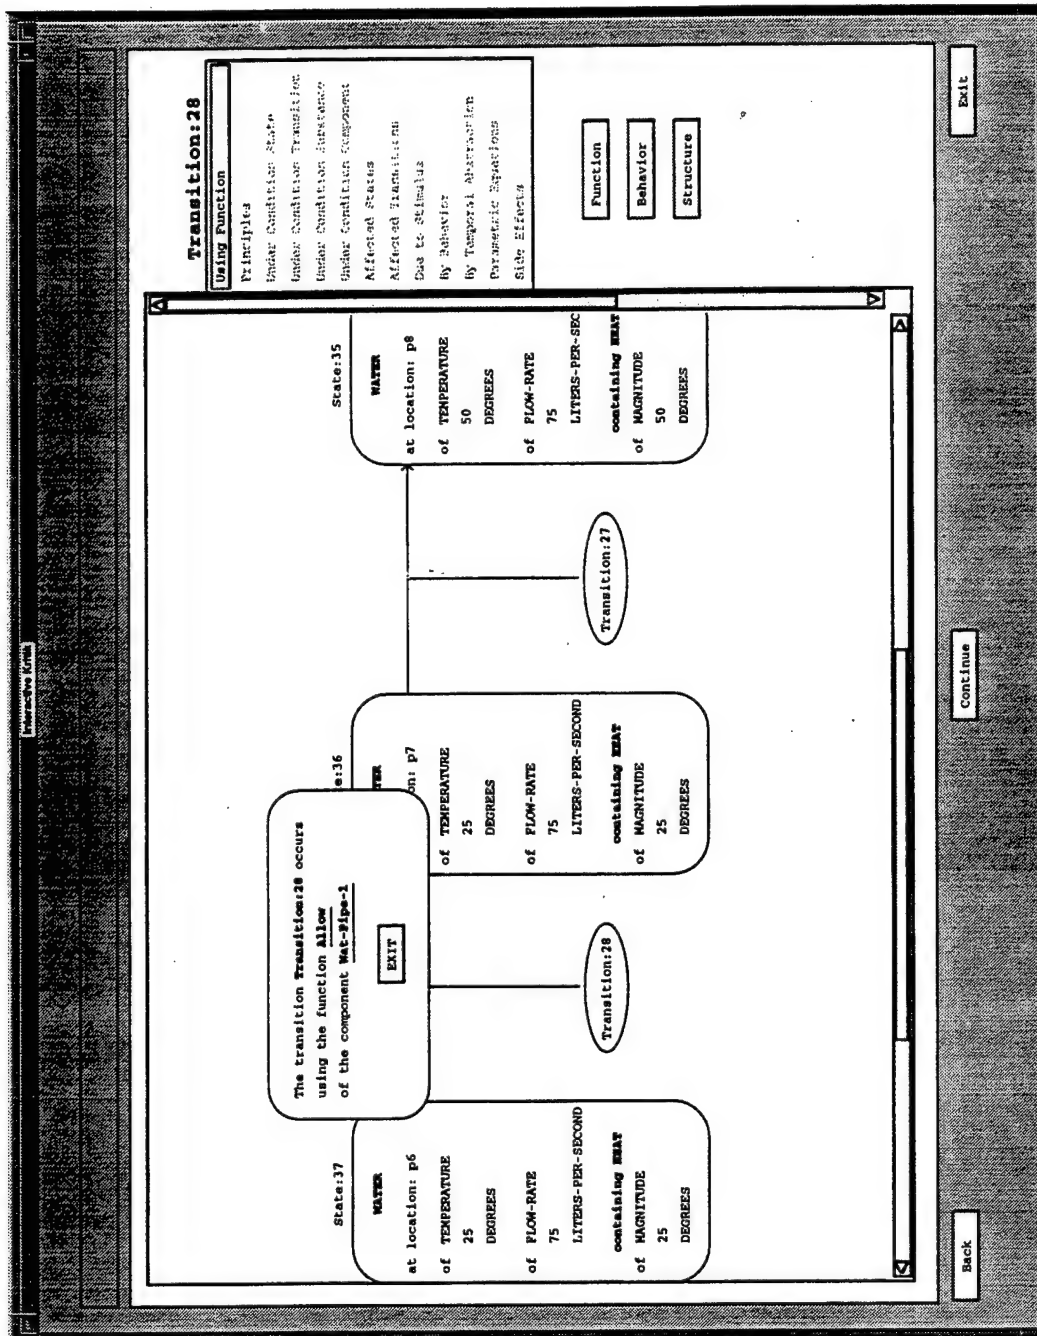 Interactive Kritik
Transition:28
Using Function
Principles
Under Condition State
Under Condition Transition
Under Condition Substance
Under Condition Component
Affected States
Affected Transitions
Due to Stimulus
By Behavior
By Temporal Abstraction
Parametric Equations
Side Effects
Function
Behavior
Structure
The transition Transition:28 occurs
using the function Allow
of the component Wat-Pipe-1
EXIT
State:37
WATER
at location: p6
of TEMPERATURE
25
DEGREES
of FLOW-RATE
75
LITERS-PER-SECOND
containing HEAT
of MAGNITUDE
25
DEGREES
Transition:28
te:36
TER
on: p7
of TEMPERATURE
25
DEGREES
of FLOW-RATE
75
LITERS-PER-SECOND
containing HEAT
of MAGNITUDE
25
DEGREES
Transition:27
State:35
WATER
at location: p8
of TEMPERATURE
50
DEGREES
of FLOW-RATE
75
LITERS-PER-SEC
containing HEAT
of MAGNITUDE
50
DEGREES
Back
Continue
Exit